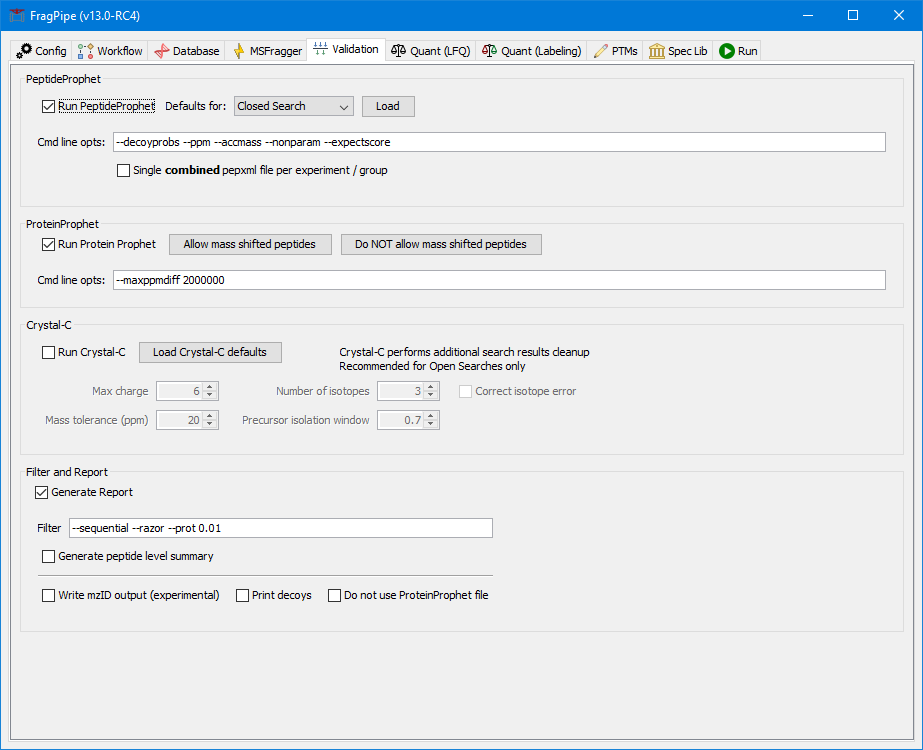 FragPipe (v13.0-RC4)
Config Workflow Database MSFragger Validation Quant (LFQ) Quant (Labeling) PTMs Spec Lib Run
PeptideProphet
Run PeptideProphet Defaults for: Closed Search Load
Cmd line opts: --decoyprobs --ppm --accmass --nonparam --expectscore
Single combined pepxml file per experiment / group
ProteinProphet
Run Protein Prophet Allow mass shifted peptides Do NOT allow mass shifted peptides
Cmd line opts: --maxppmdiff 2000000
Crystal-C
Run Crystal-C Load Crystal-C defaults Crystal-C performs additional search results cleanup
Recommended for Open Searches only
Max charge 6 Number of isotopes 3 Correct isotope error
Mass tolerance (ppm) 20 Precursor isolation window 0.7
Filter and Report
Generate Report
Filter --sequential --razor --prot 0.01
Generate peptide level summary
Write mzID output (experimental) Print decoys Do not use ProteinProphet file